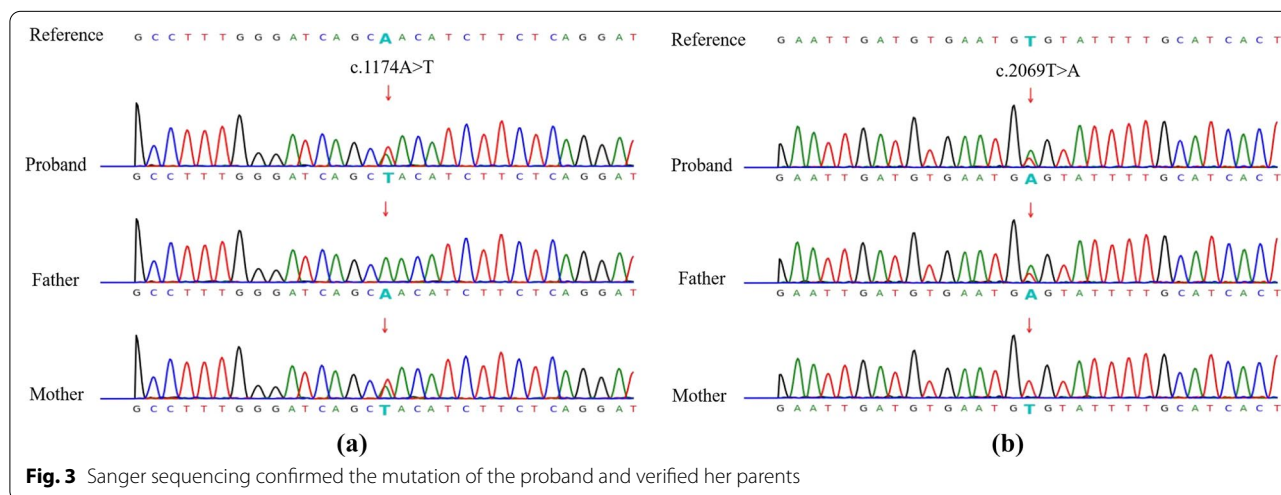 Reference G C C T T T G G G A T C A G C A A C A T C T T C T C A G G A T
c.1174A>T
Proband
G C C T T T G G G A T C A G C T A C A T C T T C T C A G G A T
Father
G C C T T T G G G A T C A G C A A C A T C T T C T C A G G A T
Mother
G C C T T T G G G A T C A G C T A C A T C T T C T C A G G A T
(a)
Reference G A A T T G A T G T G A A T G T G T A T T T T G C A T C A C T
c.2069T>A
Proband
G A A T T G A T G T G A A T G A G T A T T T T G C A T C A C T
Father
G A A T T G A T G T G A A T G A G T A T T T T G C A T C A C T
Mother
G A A T T G A T G T G A A T G T G T A T T T T G C A T C A C T
(b)
Fig. 3 Sanger sequencing confirmed the mutation of the proband and verified her parents